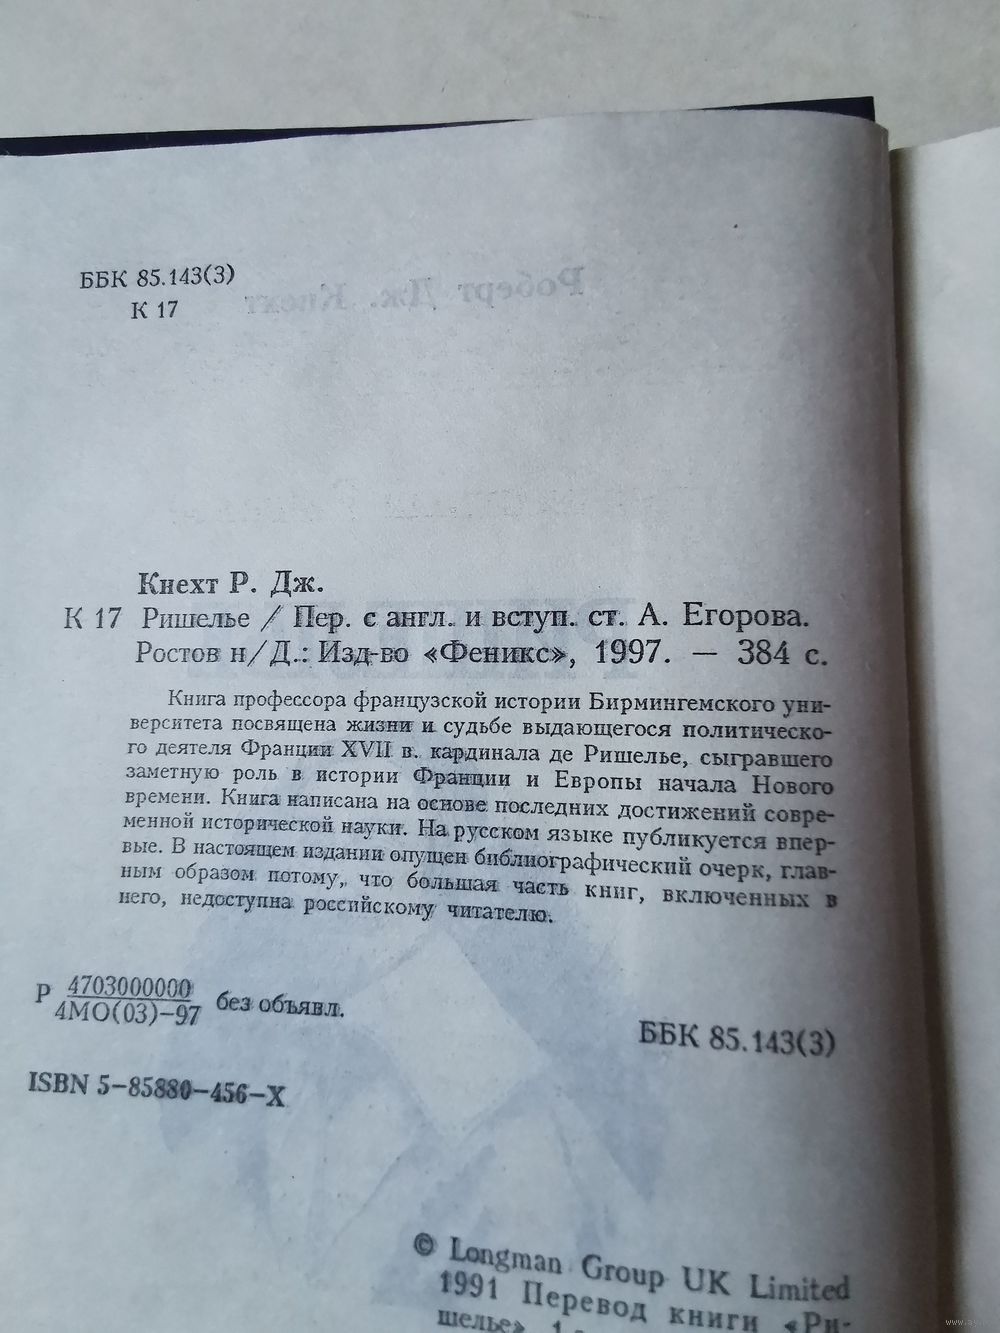 ББК 85.143(3)
К 17
Роберт Дж. Кнехт
Кнехт Р. Дж.
К 17 Ришелье / Пер. с англ. и вступ. ст. А. Егорова.
Ростов н/Д.: Изд-во «Феникс», 1997. — 384 с.
Книга профессора французской истории Бирмингемского уни-
верситета посвящена жизни и судьбе выдающегося политическо-
го деятеля Франции XVII в. кардинала де Ришелье, сыгравшего
заметную роль в истории Франции и Европы начала Нового
времени. Книга написана на основе последних достижений совре-
менной исторической науки. На русском языке публикуется впер-
вые. В настоящем издании опущен библиографический очерк, глав-
ным образом потому, что большая часть книг, включенных в
него, недоступна российскому читателю.
Р 4703000000
4МО(03)–97 без объявл.
ББК 85.143(3)
ISBN 5–85880–456–X
© Longman Group UK Limited
1991 Перевод книги «Ри-
шелье»